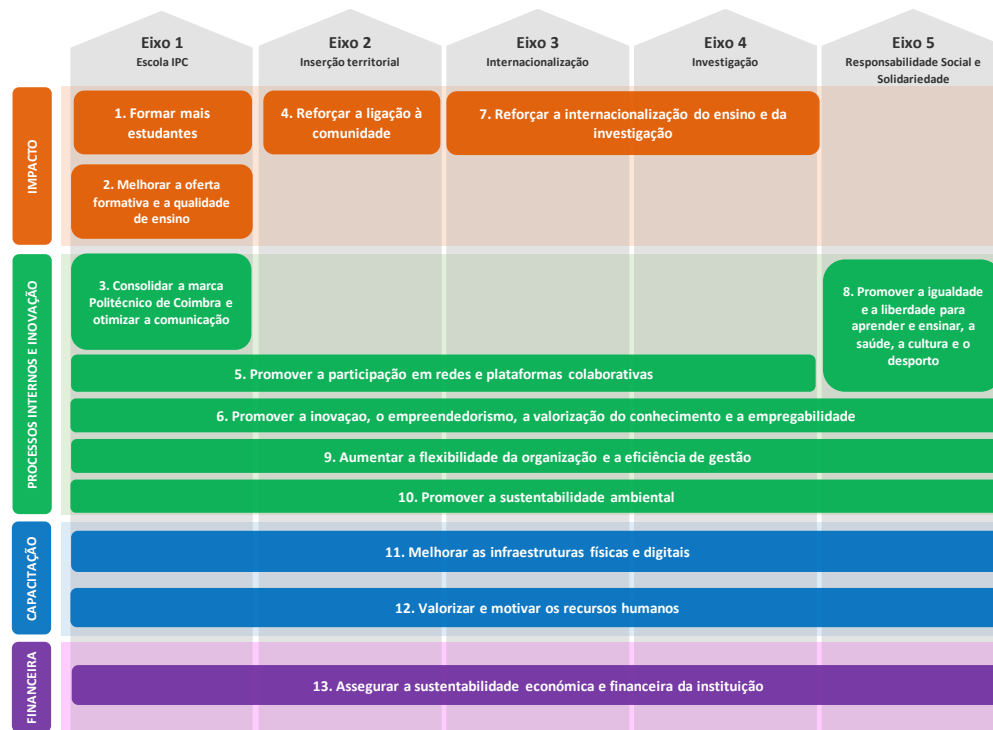 Eixo 1
Escola IPC
Eixo 2
Inserção territorial
Eixo 3
Internacionalização
Eixo 4
Investigação
Eixo 5
Responsabilidade Social e
Solidariedade
IMPACTO
1. Formar mais
estudantes
4. Reforçar a ligação à
comunidade
7. Reforçar a internacionalização do ensino e da
investigação
2. Melhorar a oferta
formativa e a qualidade
de ensino
PROCESSOS INTERNOS E INOVAÇÃO
3. Consolidar a marca
Politécnico de Coimbra e
otimizar a comunicação
8. Promover a igualdade
e a liberdade para
aprender e ensinar, a
saúde, a cultura e o
desporto
5. Promover a participação em redes e plataformas colaborativas
6. Promover a inovaçao, o empreendedorismo, a valorização do conhecimento e a empregabilidade
9. Aumentar a flexibilidade da organização e a eficiência de gestão
10. Promover a sustentabilidade ambiental
CAPACITAÇÃO
11. Melhorar as infraestruturas físicas e digitais
12. Valorizar e motivar os recursos humanos
FINANCEIRA
13. Assegurar a sustentabilidade económica e financeira da instituição